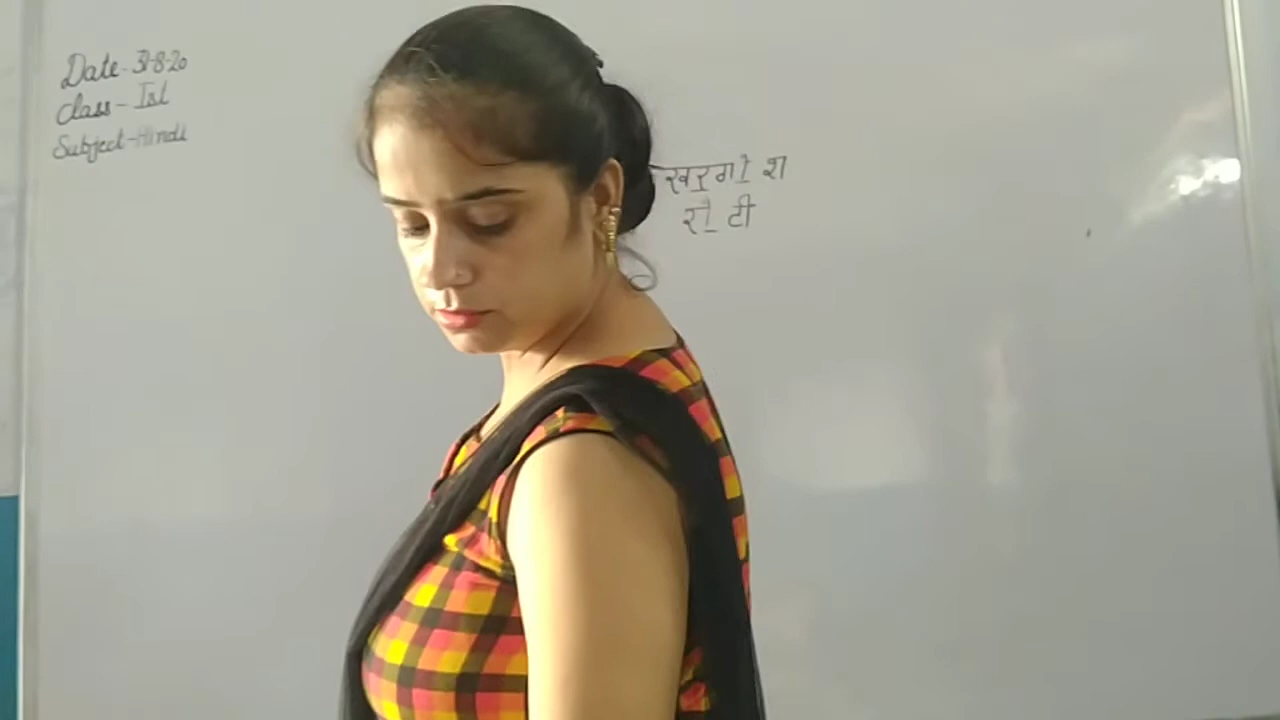 Date- 31-8-20
Class- Ist
Subject-Hindi
खरगोश
रोटी